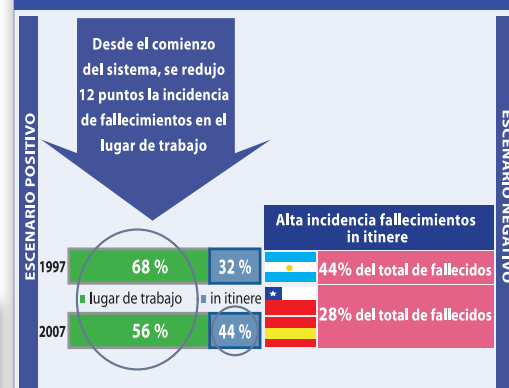 ESCENARIO POSITIVO
Desde el comienzo
del sistema, se redujo
12 puntos la incidencia
de fallecimientos en el
lugar de trabajo
1997
68 %
32 %
lugar de trabajo
in itinere
2007
56 %
44 %
Alta incidencia fallecimientos
in itinere
44% del total de fallecidos
28% del total de fallecidos
ESCENARIO NEGATIVO